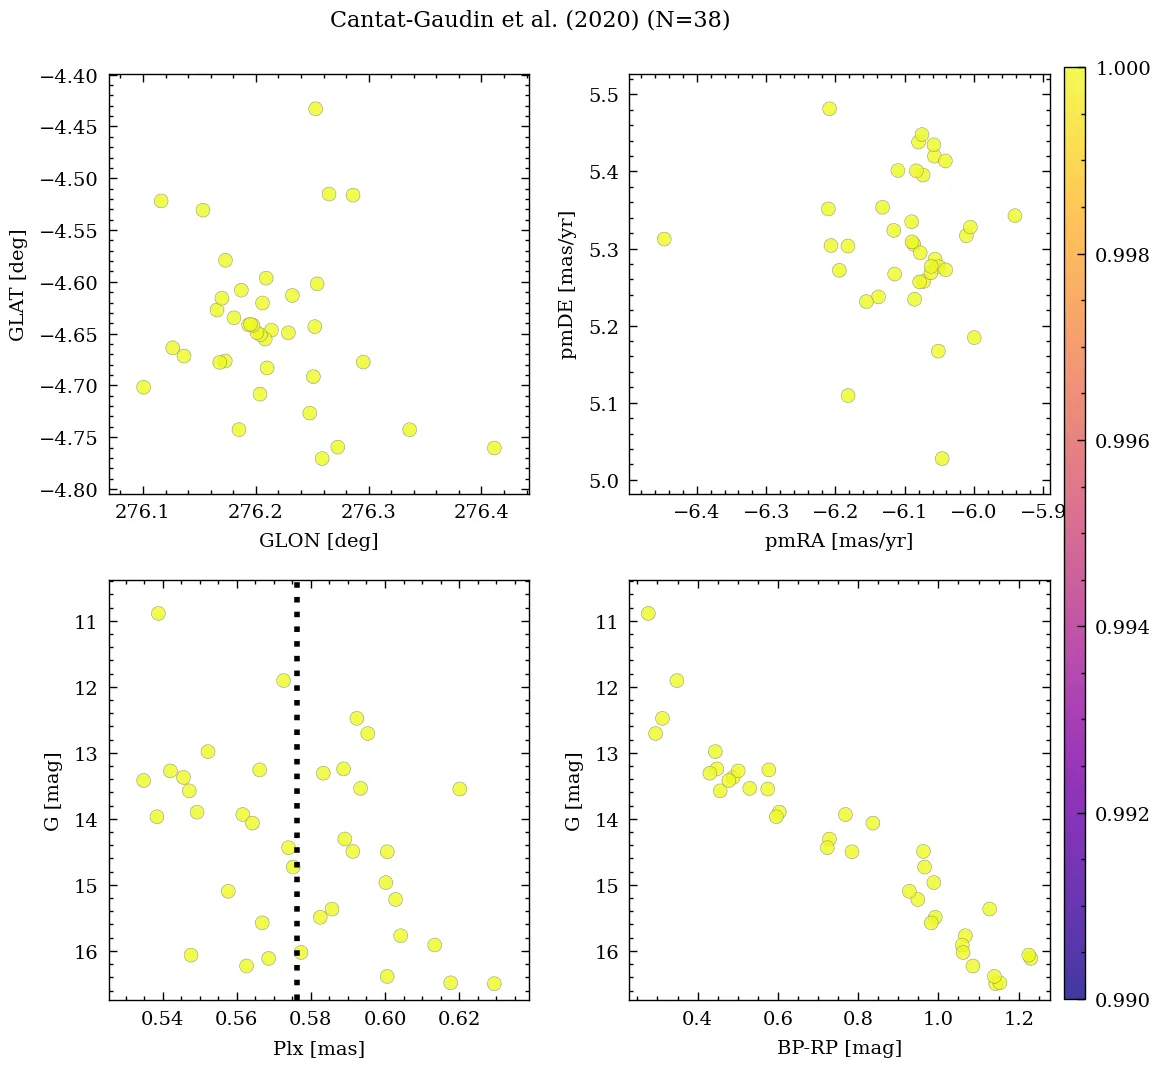 Cantat-Gaudin et al. (2020) (N=38)
−4.40
−4.45
−4.50
−4.55
−4.60
−4.65
−4.70
−4.75
−4.80
GLAT [deg]
276.1 276.2 276.3 276.4
GLON [deg]
5.5
5.4
5.3
5.2
5.1
5.0
pmDE [mas/yr]
−6.4 −6.3 −6.2 −6.1 −6.0 −5.9
pmRA [mas/yr]
11
12
13
14
15
16
G [mag]
0.54 0.56 0.58 0.60 0.62
Plx [mas]
11
12
13
14
15
16
G [mag]
0.4 0.6 0.8 1.0 1.2
BP-RP [mag]
1.000
0.998
0.996
0.994
0.992
0.990